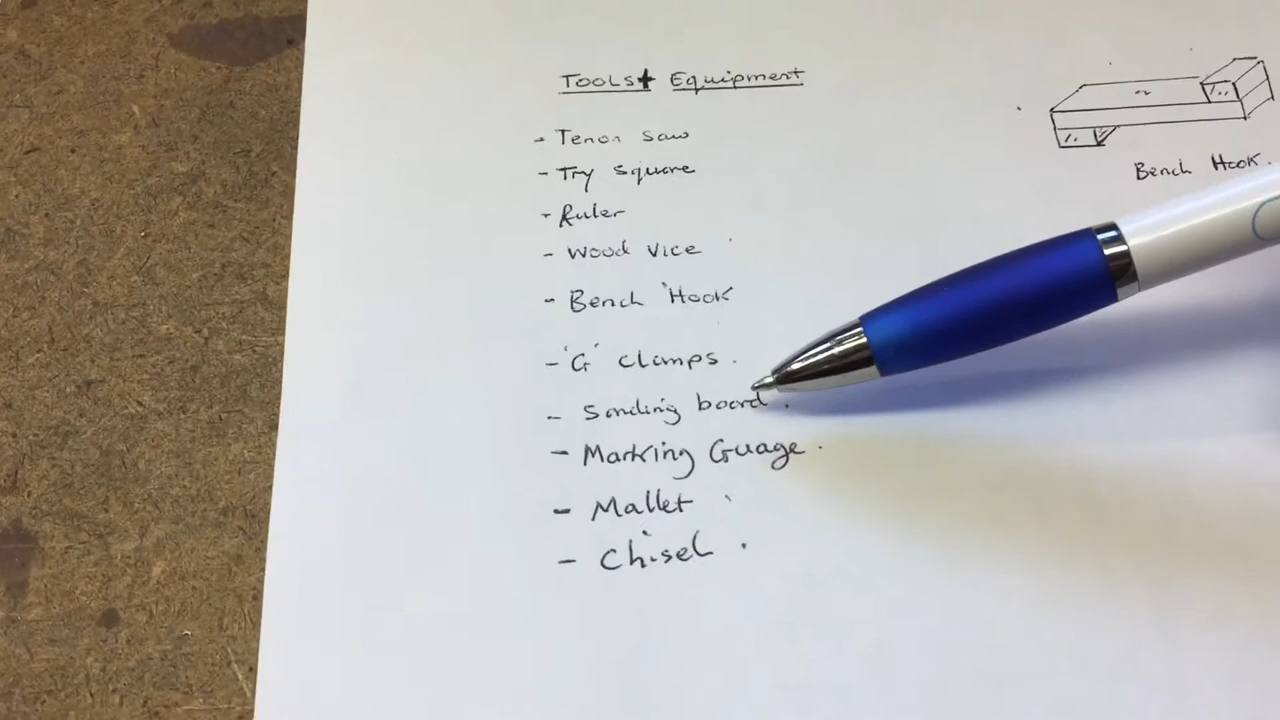 TOOLS + Equipment
- Tenon saw
- Try square
- Ruler
- Wood Vice
- Bench Hook
- 'G' clamps.
- Sanding board.
- Marking Guage.
- Mallet
- Chisel.
Bench Hook.